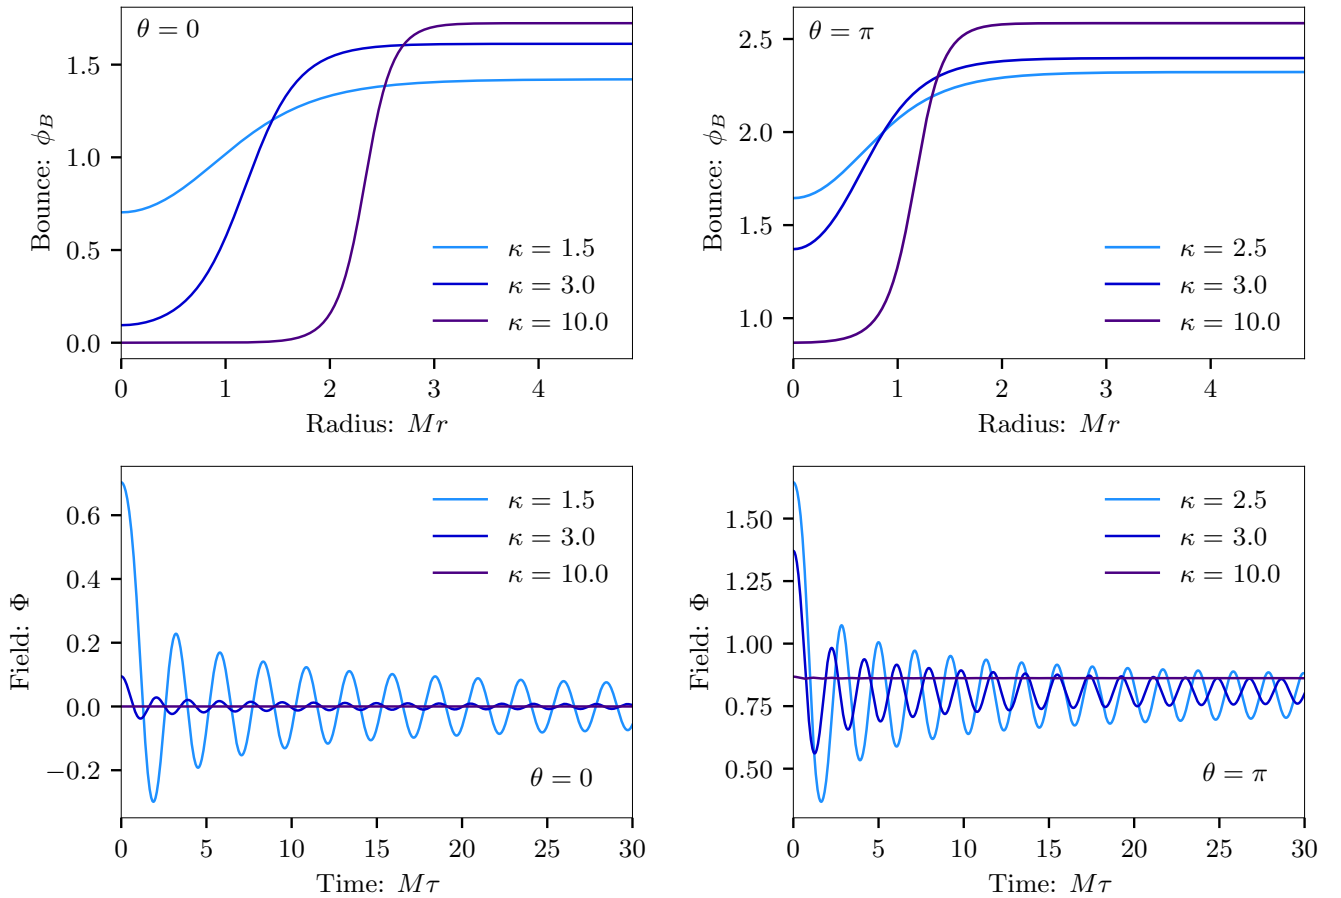 θ = 0
Bounce: ϕ_B
1.5
1.0
0.5
0.0
κ = 1.5
κ = 3.0
κ = 10.0
0 1 2 3 4
Radius: Mr
θ = π
Bounce: ϕ_B
2.5
2.0
1.5
1.0
κ = 2.5
κ = 3.0
κ = 10.0
0 1 2 3 4
Radius: Mr
Field: Φ
0.6
0.4
0.2
0.0
−0.2
κ = 1.5
κ = 3.0
κ = 10.0
θ = 0
0 5 10 15 20 25 30
Time: Mτ
Field: Φ
1.50
1.25
1.00
0.75
0.50
κ = 2.5
κ = 3.0
κ = 10.0
θ = π
0 5 10 15 20 25 30
Time: Mτ